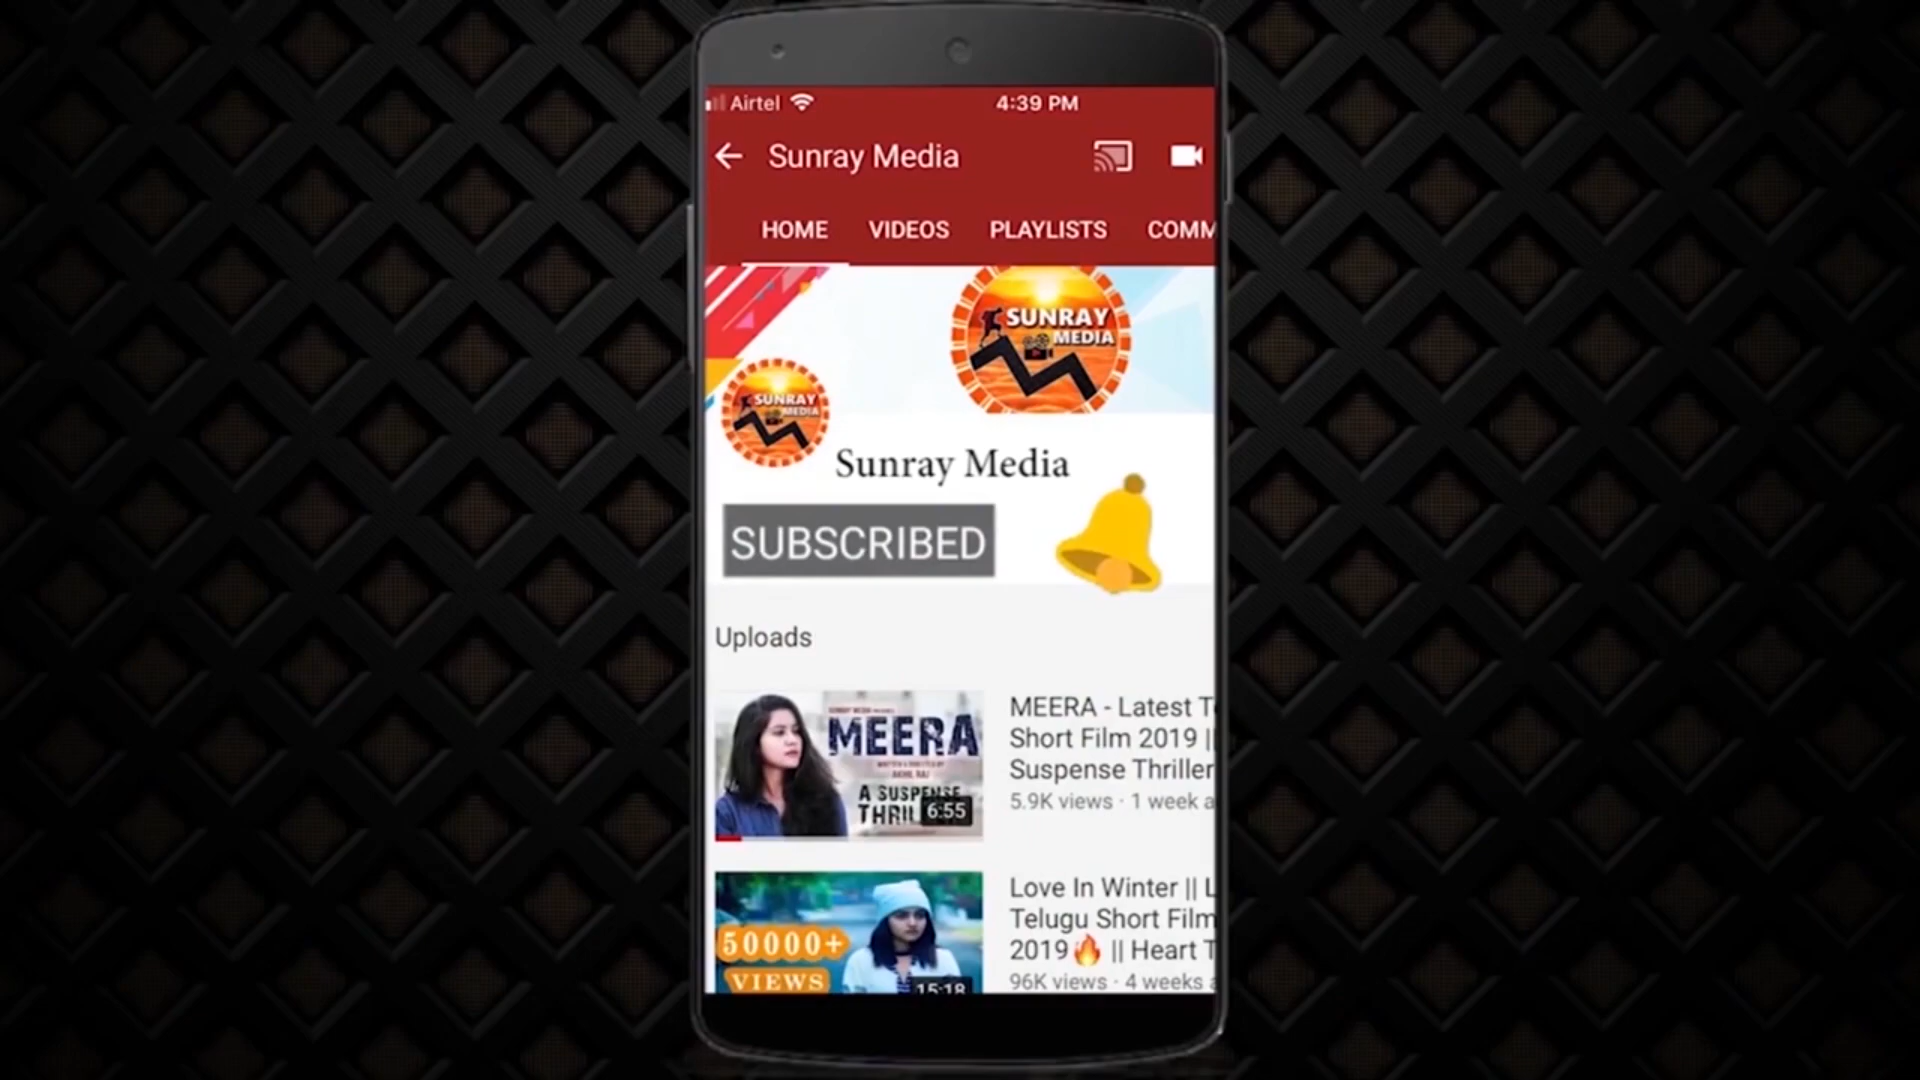 Airtel 4:39 PM
Sunray Media
HOME VIDEOS PLAYLISTS COMM
SUNRAY
MEDIA
SUNRAY
MEDIA
Sunray Media
SUBSCRIBED
Uploads
MEERA
A SUSPENSE
THRIL
6:55
MEERA - Latest T
Short Film 2019 ||
Suspense Thriller
5.9K views · 1 week a
50000+
VIEWS
15:18
Love In Winter || L
Telugu Short Film
2019🔥 || Heart T
96K views · 4 weeks a